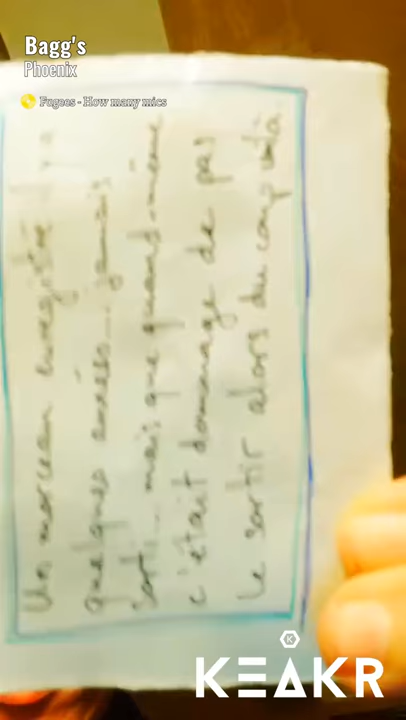 Bagg's
Phoenix
Fugees - How many mics
Un morceau enregistré il y a
quelques années... jamais
sorti... mais que quand même
c'était dommage de pas
le sortir alors du coup
KEAKR